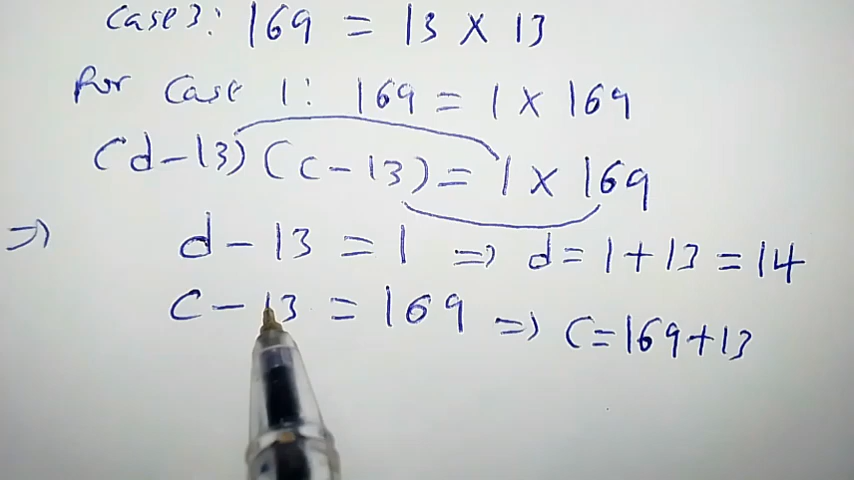 Case 3: 169 = 13 × 13
for Case 1: 169 = 1 × 169
(d-13)(c-13) = 1 × 169
⇒ d - 13 = 1 ⇒ d = 1 + 13 = 14
c - 13 = 169 ⇒ c = 169 + 13